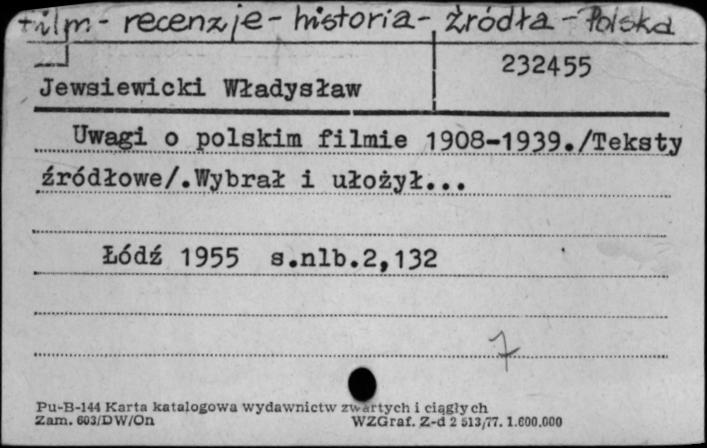 film - recenzje - historia - źródła - Polska
232455
Jewsiewicki Władysław
Uwagi o polskim filmie 1908-1939./Teksty
źródłowe/.Wybrał i ułożył...
Łódź 1955 s.nlb.2,132
7
Pu-B-144 Karta katalogowa wydawnictw zwartych i ciągłych
Zam. 603/DW/On WZGraf. Z-d 2 513/77. 1.600.000